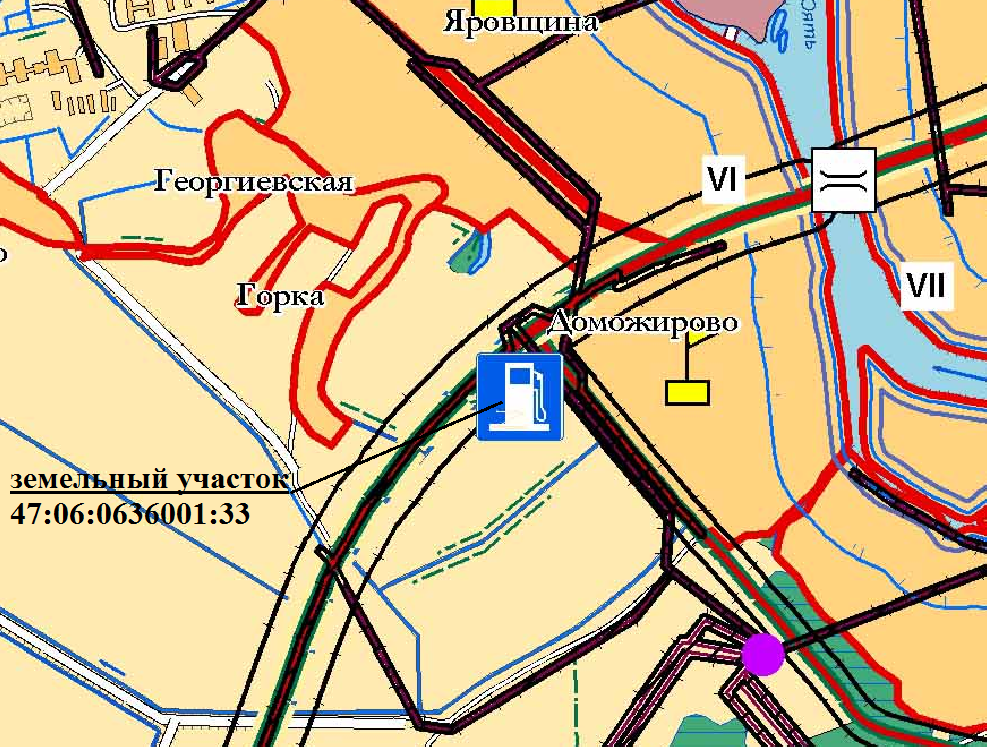 Яровщина
Георгиевская
VI
VII
Горка
Доможирово
земельный участок
47:06:0636001:33